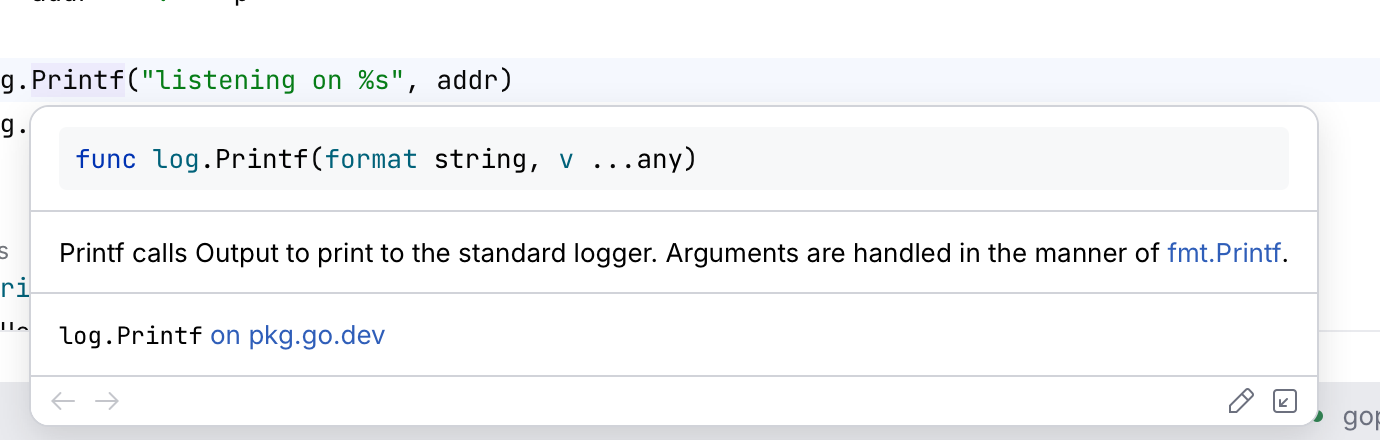 g.Printf("listening on %s", addr)
g.
func log.Printf(format string, v ...any)
Printf calls Output to print to the standard logger. Arguments are handled in the manner of fmt.Printf.
s
ri
log.Printf on pkg.go.dev
gop